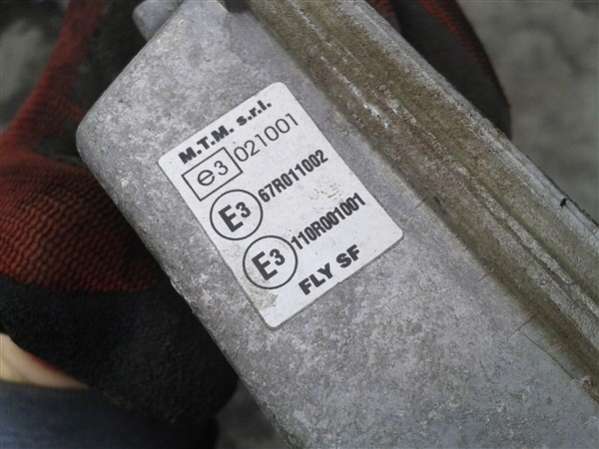 M.T.M. s.r.l.
e3 021001
E3 67R011002
E3 110R001001
FLY SF